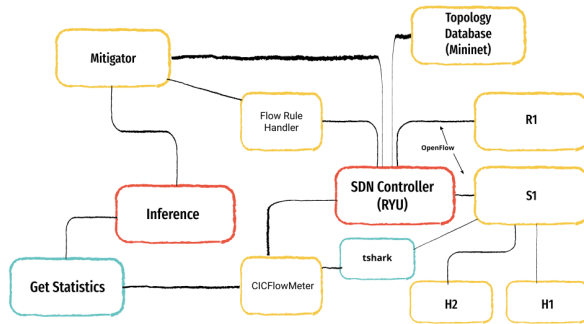 Topology
Database
(Mininet)
Mitigator
Flow Rule
Handler
R1
OpenFlow
SDN Controller
(RYU)
S1
Inference
tshark
Get Statistics
CICFlowMeter
H2
H1